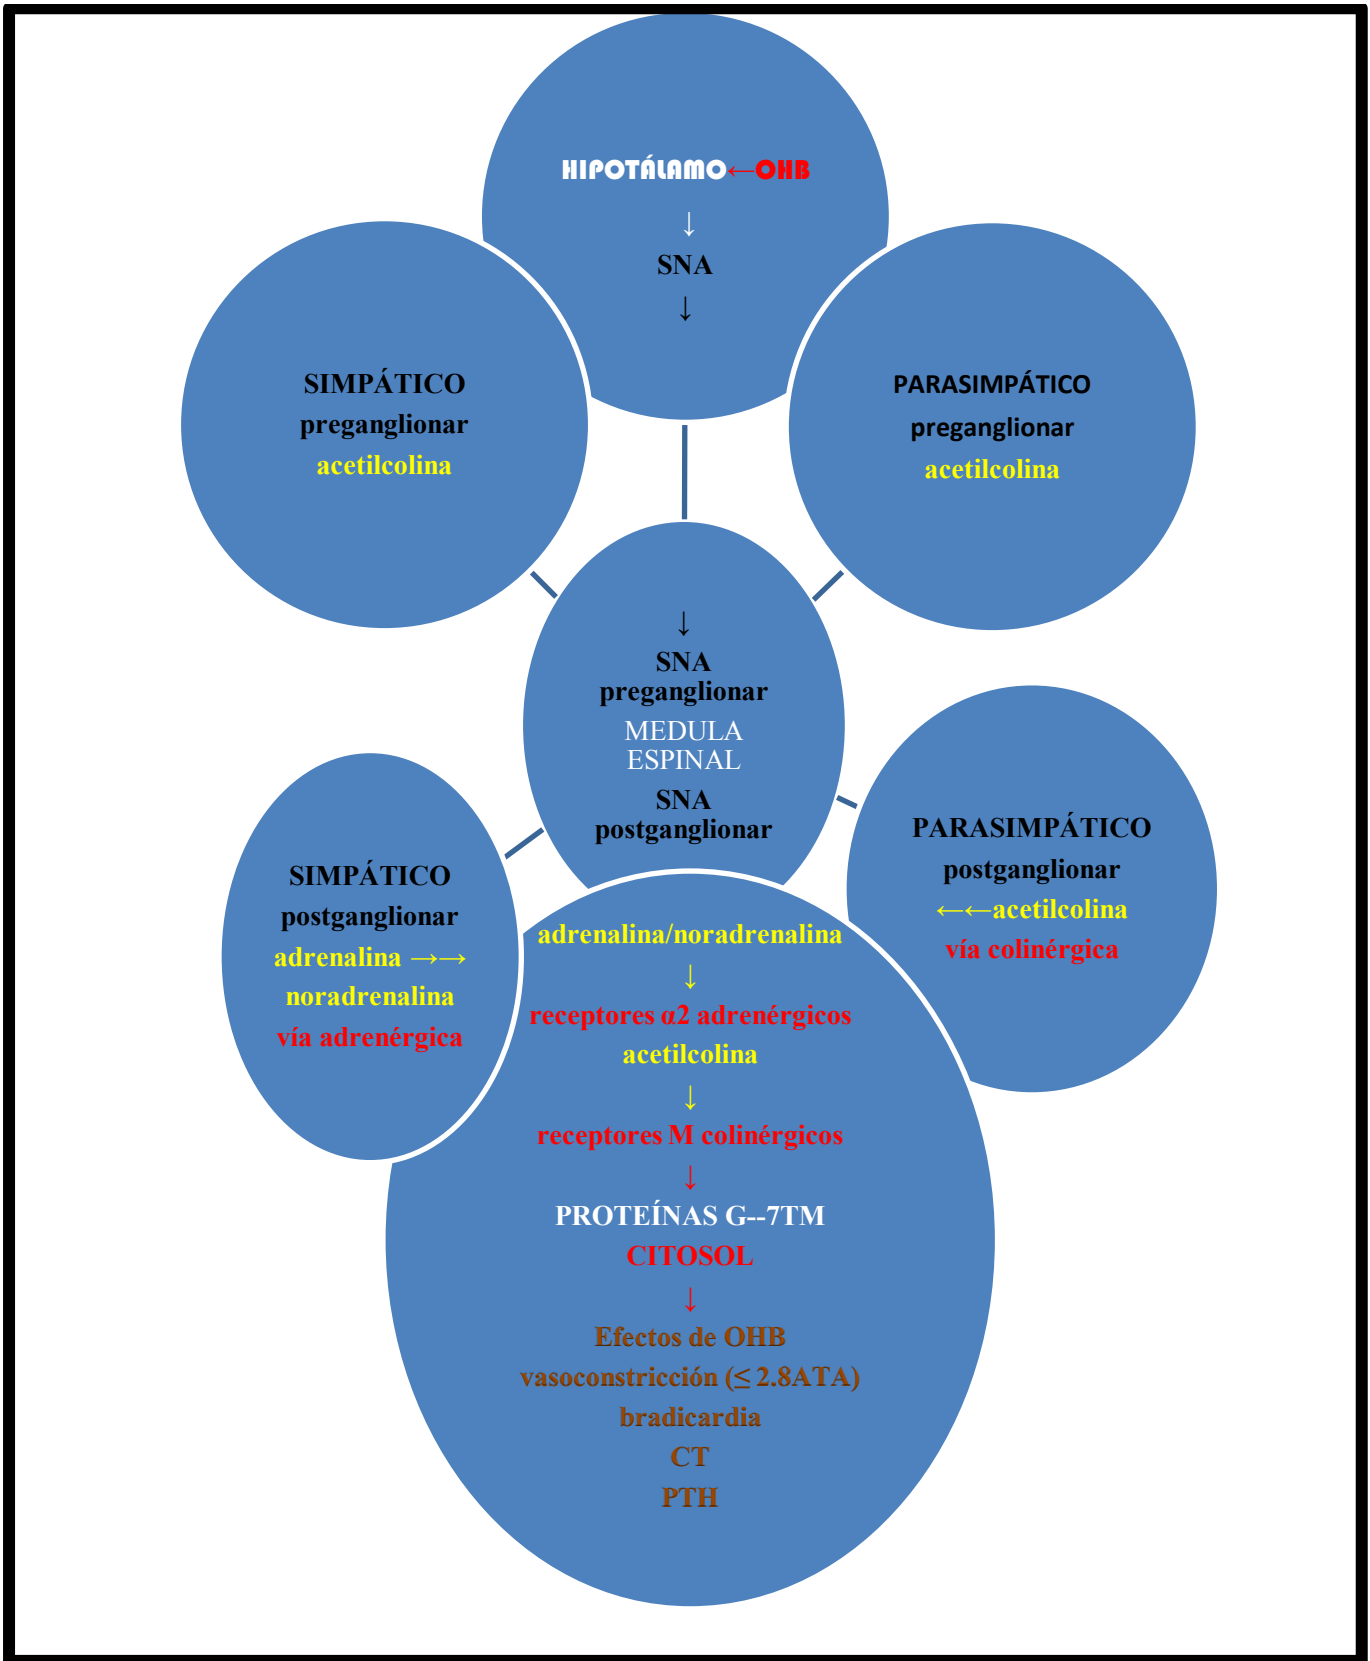 HIPOTÁLAMO←OHB
↓
SNA
↓
SIMPÁTICO
preganglionar
acetilcolina
PARASIMPÁTICO
preganglionar
acetilcolina
↓
SNA
preganglionar
MEDULA
ESPINAL
SNA
postganglionar
SIMPÁTICO
postganglionar
adrenalina →→
noradrenalina
vía adrenérgica
PARASIMPÁTICO
postganglionar
←←acetilcolina
vía colinérgica
adrenalina/noradrenalina
↓
receptores α2 adrenérgicos
acetilcolina
↓
receptores M colinérgicos
↓
PROTEÍNAS G--7TM
CITOSOL
↓
Efectos de OHB
vasoconstricción (≤ 2.8ATA)
bradicardia
CT
PTH